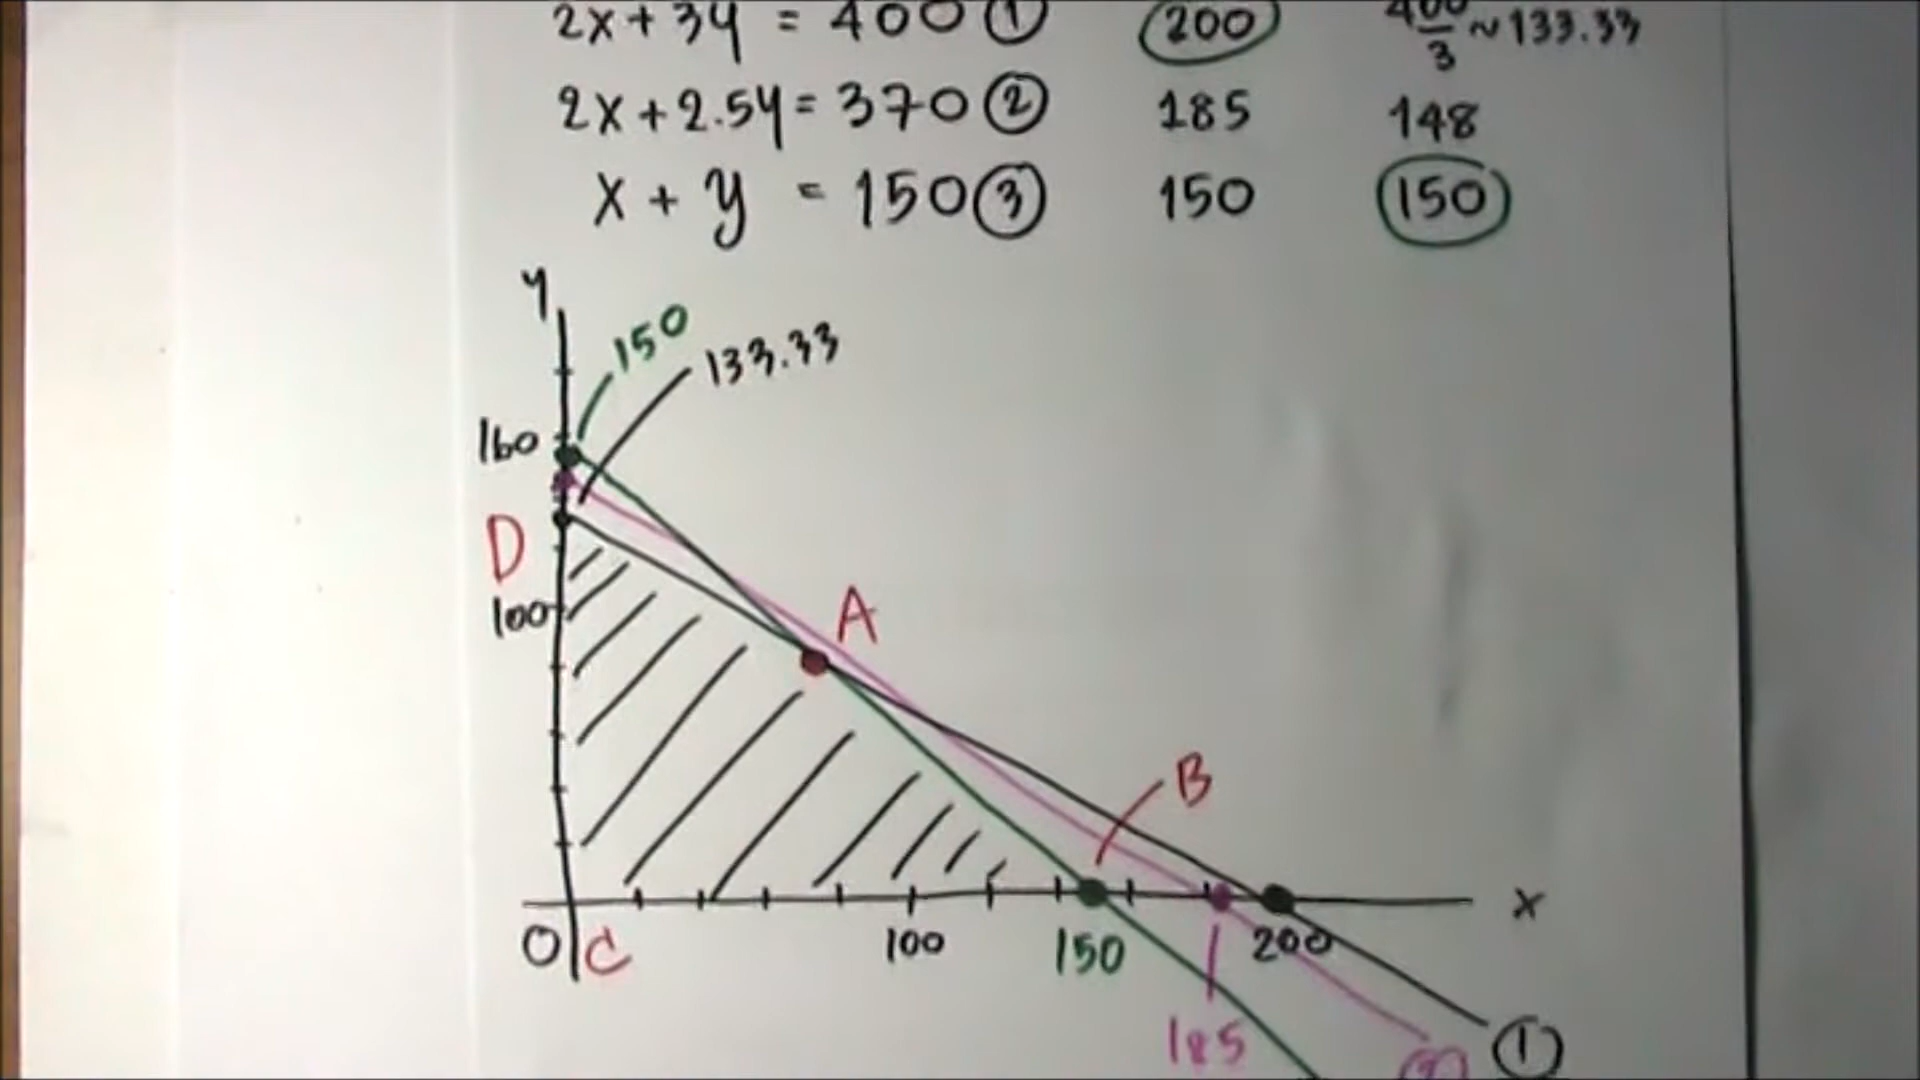 2x + 3y = 400 ① 200 400/3 ~ 133.33
2x + 2.5y = 370 ② 185 148
x + y = 150 ③ 150 150
y
150
133.33
160
D
A
100
B
x
O C 100 150 200
185
② ①